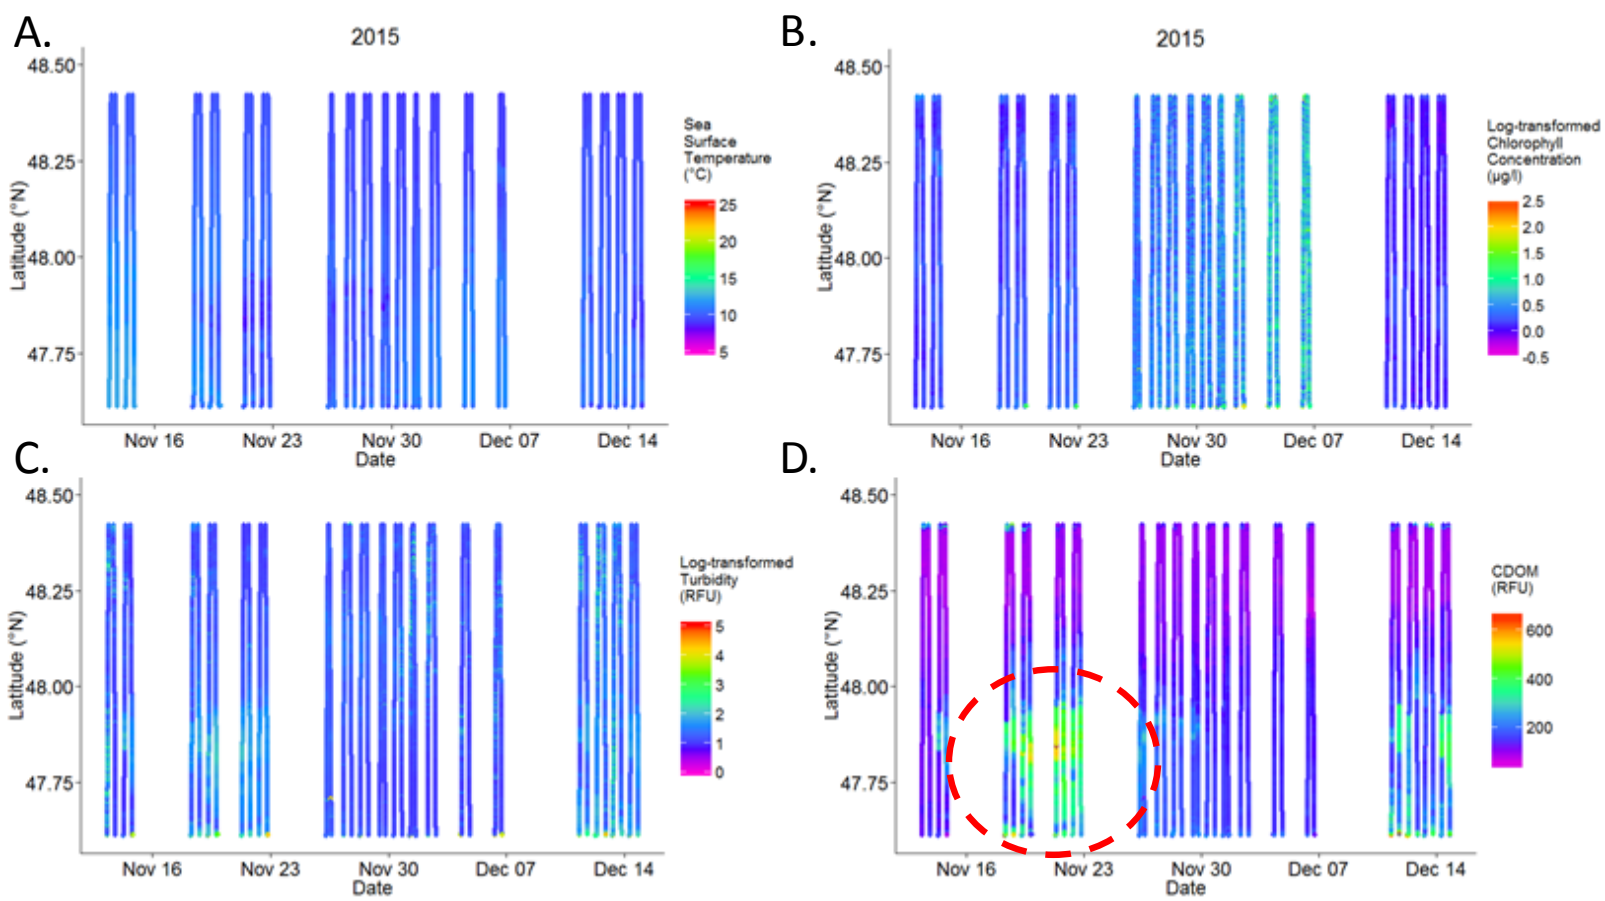 A.
2015
48.50
48.25
48.00
47.75
Latitude (°N)
Nov 16 Nov 23 Nov 30 Dec 07 Dec 14
Date
Sea
Surface
Temperature
(°C)
25
20
15
10
5
B.
2015
48.50
48.25
48.00
47.75
Latitude (°N)
Nov 16 Nov 23 Nov 30 Dec 07 Dec 14
Date
Log-transformed
Chlorophyll
Concentration
(µg/l)
2.5
2.0
1.5
1.0
0.5
0.0
-0.5
C.
48.50
48.25
48.00
47.75
Latitude (°N)
Nov 16 Nov 23 Nov 30 Dec 07 Dec 14
Date
Log-transformed
Turbidity
(RFU)
5
4
3
2
1
0
D.
48.50
48.25
48.00
47.75
Latitude (°N)
Nov 16 Nov 23 Nov 30 Dec 07 Dec 14
Date
CDOM
(RFU)
600
400
200